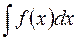 ∫ f(x)dx